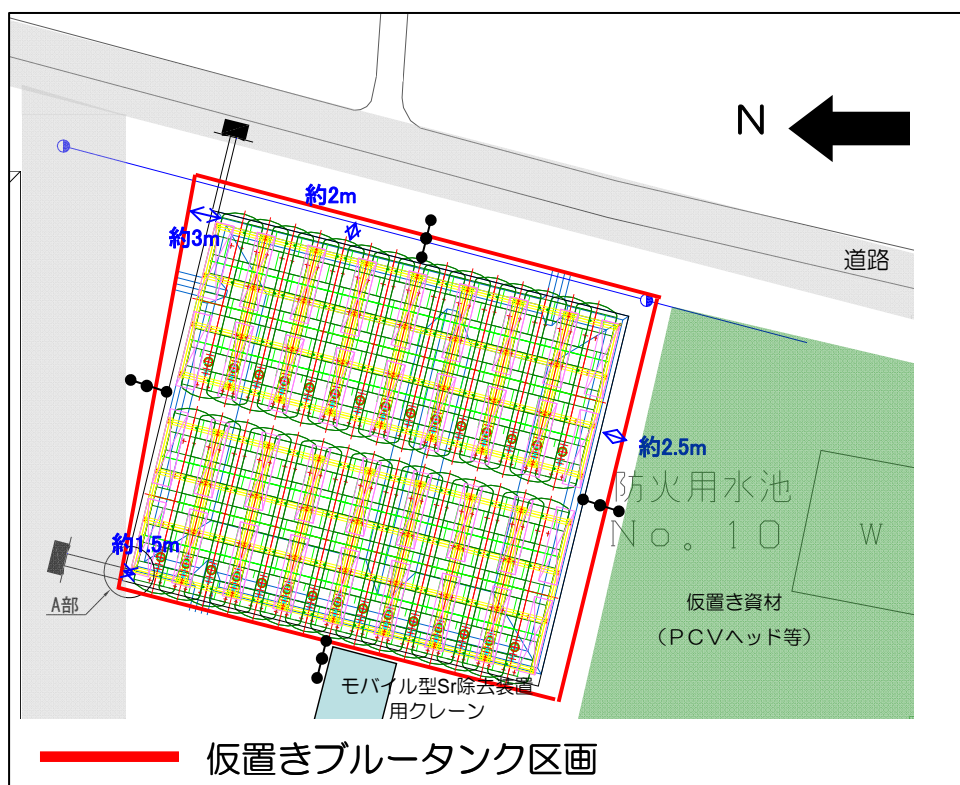 N
約2m
約3m
道路
約2.5m
防火用水池
No。10
W
約1.5m
A部
仮置き資材
（PCVヘッド等）
モバイル型Sr除去装置
用クレーン
仮置きブルータンク区画